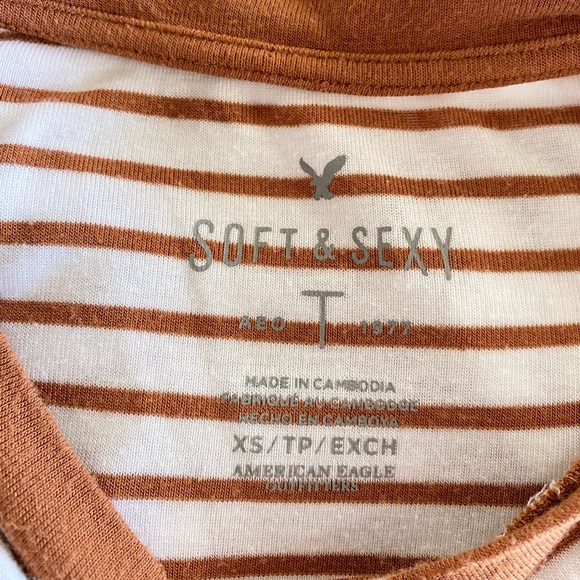 SOFT & SEXY
AEO T 1977
MADE IN CAMBODIA
FABRIQUÉ AU CAMBODGE
HECHO EN CAMBOYA
XS/TP/EXCH
AMERICAN EAGLE
OUTFITTERS